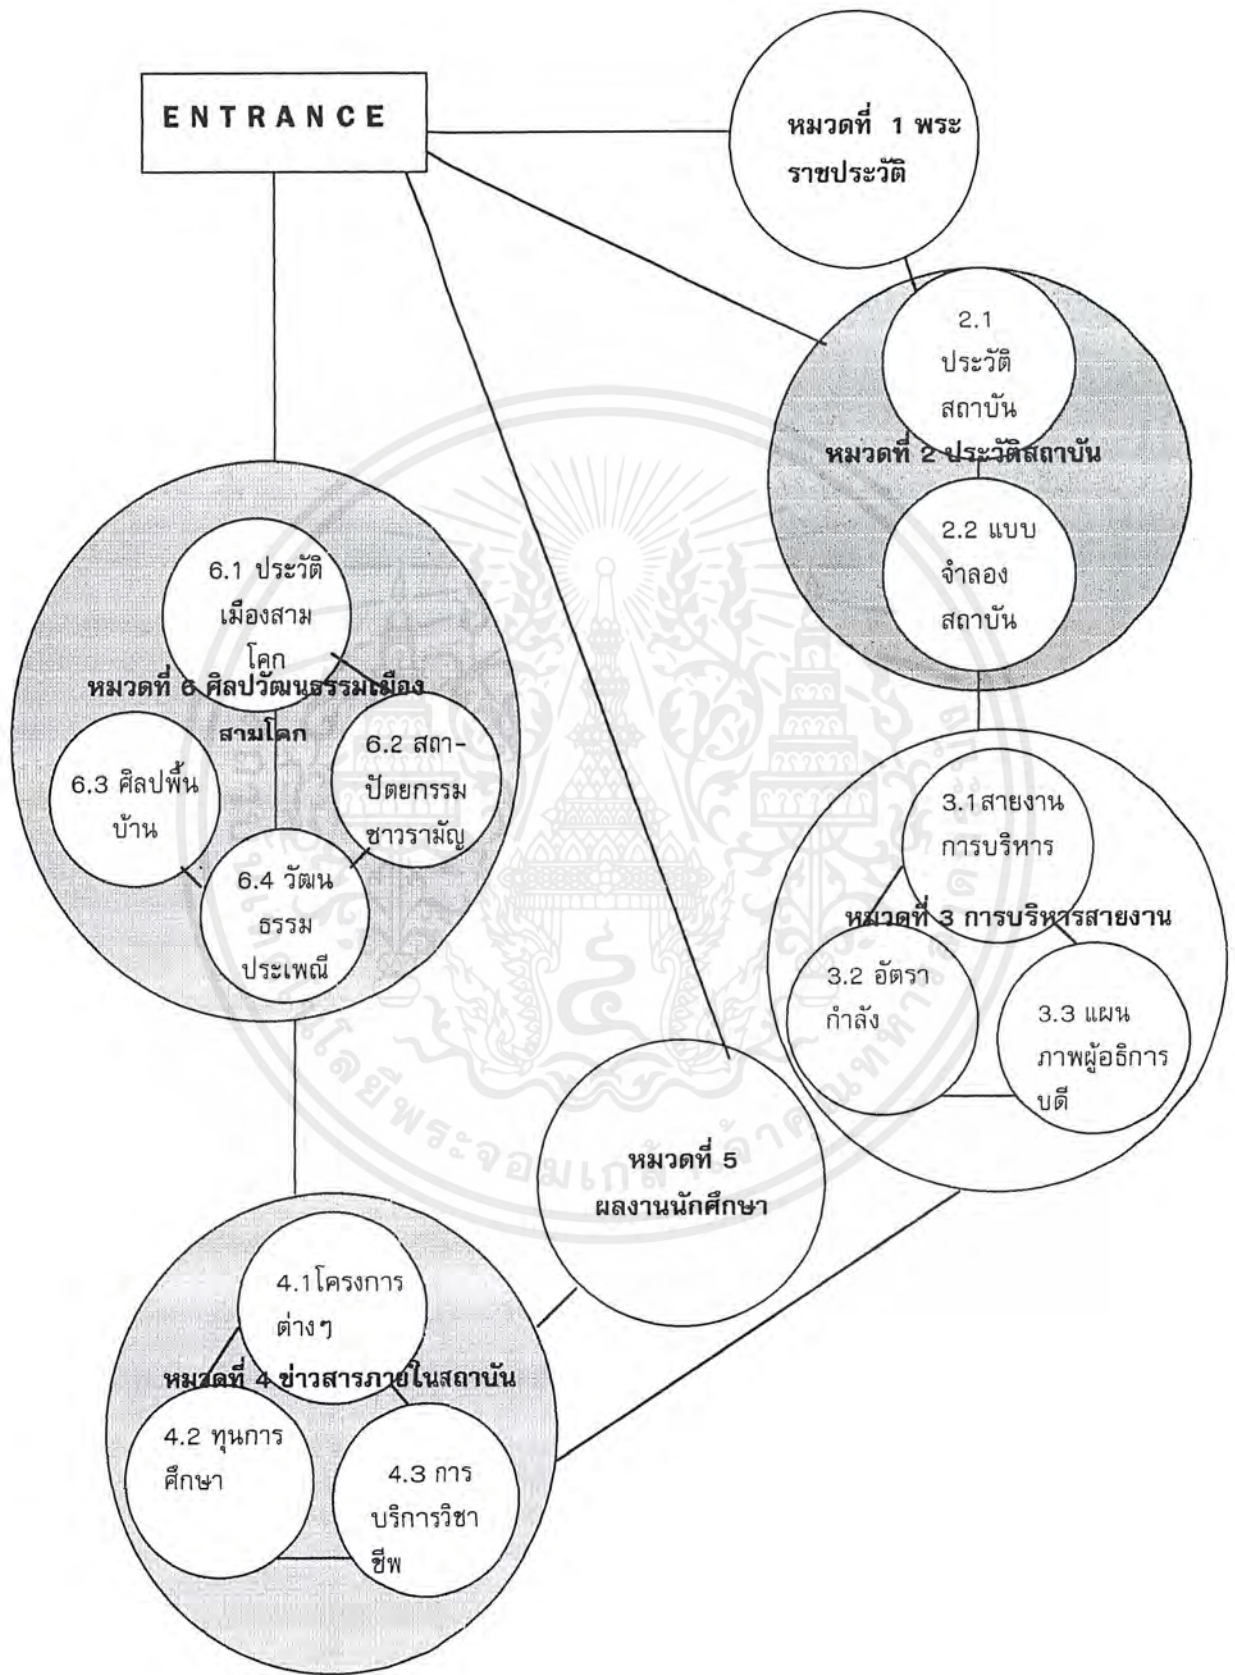 ENTRANCE
หมวดที่ 1 พระ
ราชประวัติ
2.1
ประวัติ
สถาบัน
หมวดที่ 2 ประวัติสถาบัน
2.2 แบบ
จำลอง
สถาบัน
6.1 ประวัติ
เมืองสาม
โคก
หมวดที่ 6 ศิลปวัฒนธรรมเมือง
สามโคก
6.2 สถา-
ปัตยกรรม
ชาวรามัญ
6.3 ศิลปพื้น
บ้าน
6.4 วัฒน
ธรรม
ประเพณี
3.1สายงาน
การบริหาร
หมวดที่ 3 การบริหารสายงาน
3.2 อัตรา
กำลัง
3.3 แผน
ภาพผู้อธิการ
บดี
หมวดที่ 5
ผลงานนักศึกษา
4.1โครงการ
ต่างๆ
หมวดที่ 4 ข่าวสารภายในสถาบัน
4.2 ทุนการ
ศึกษา
4.3 การ
บริการวิชา
ชีพ